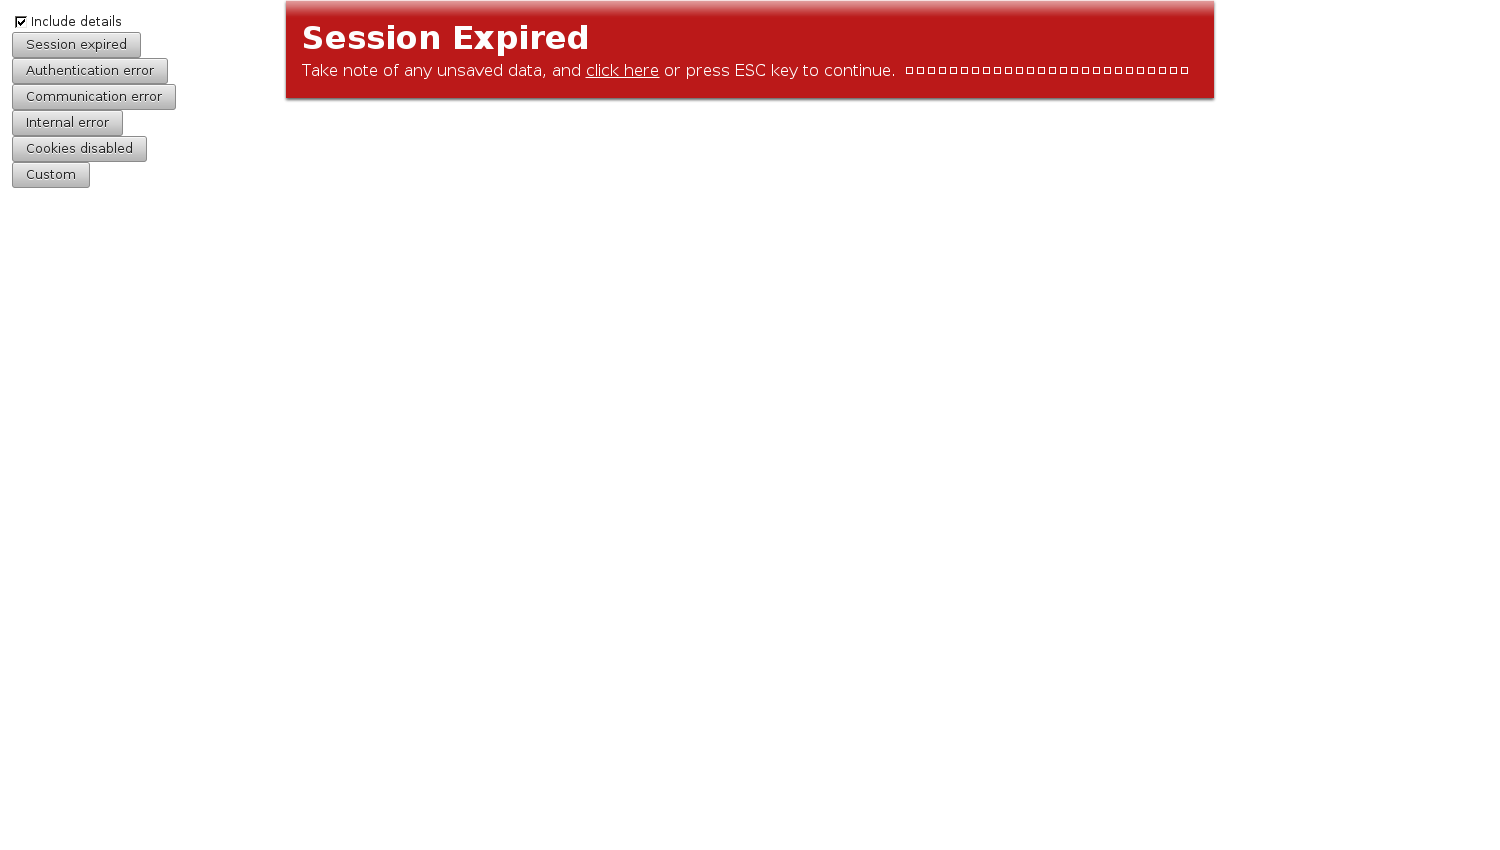 Include details
Session expired
Authentication error
Communication error
Internal error
Cookies disabled
Custom
Session Expired
Take note of any unsaved data, and click here or press ESC key to continue.